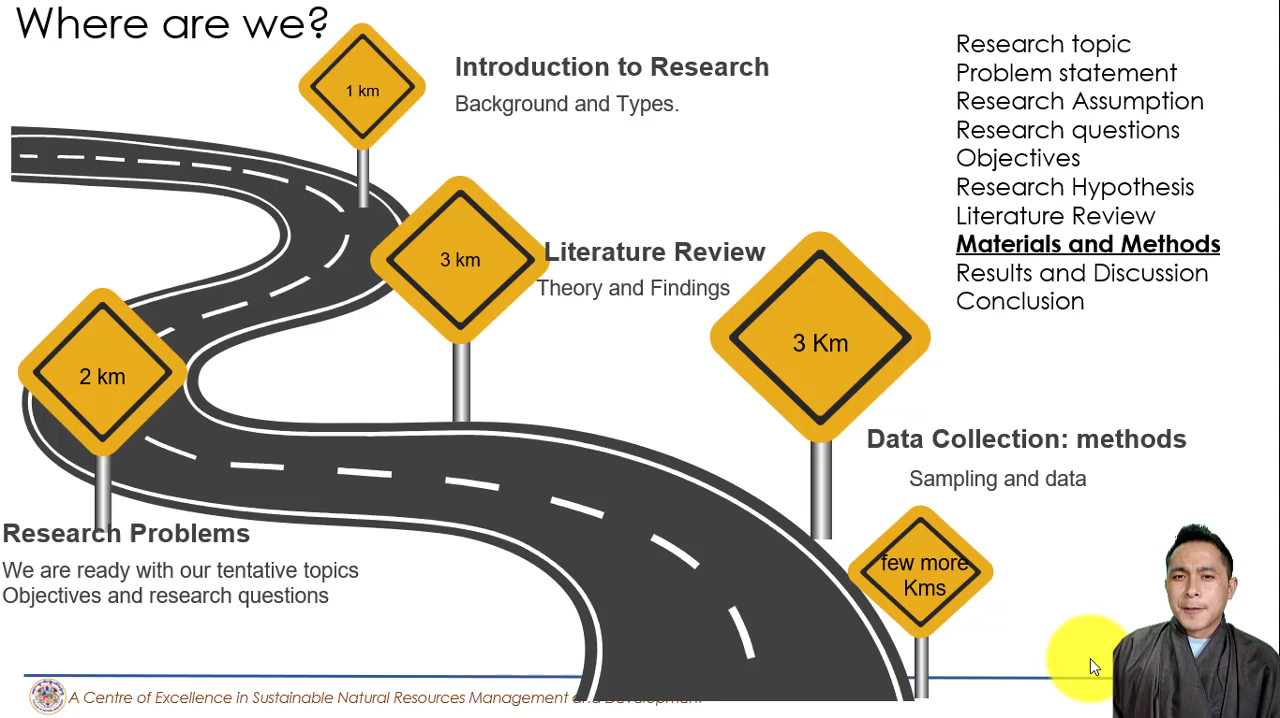 Where are we?
1 km
Introduction to Research
Background and Types.
Research topic
Problem statement
Research Assumption
Research questions
Objectives
Research Hypothesis
Literature Review
Materials and Methods
Results and Discussion
Conclusion
3 km
Literature Review
Theory and Findings
3 Km
2 km
Data Collection: methods
Sampling and data
Research Problems
We are ready with our tentative topics
Objectives and research questions
few more
Kms
A Centre of Excellence in Sustainable Natural Resources Management and Development